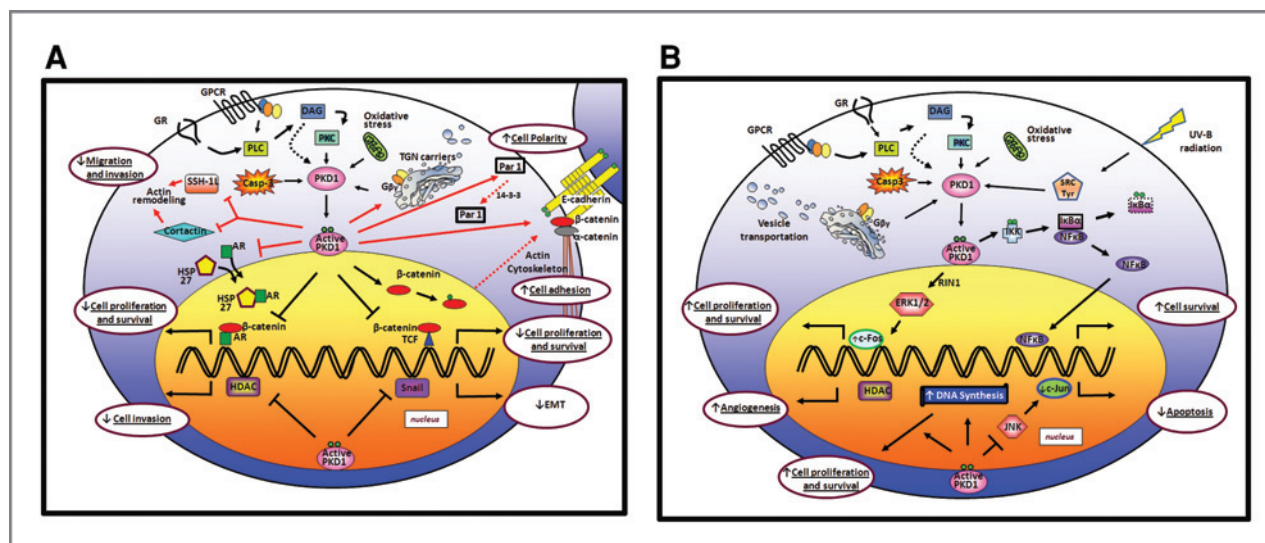 A
GPCR
GR
DAG
PKC
PLC
Oxidative
stress
↑Cell Polarity
↓Migration
and invasion
SSH-1L
Casp-3
PKD1
TGN carriers
Gβγ
Par 1
14-3-3
Par 1
E-cadherin
β-catenin
α-catenin
Actin
remodeling
Cortactin
Active
PKD1
AR
HSP
27
HSP
27
AR
β-catenin
Actin
Cytoskeleton
↑Cell adhesion
↓Cell proliferation
and survival
β-catenin
AR
β-catenin
TCF
↓Cell proliferation
and survival
HDAC
Snail
↓Cell invasion
nucleus
↓EMT
Active
PKD1
B
GR
GPCR
DAG
PKC
PLC
Oxidative
stress
UV-B
radiation
Casp3
PKD1
SRC
Tyr
Vesicle
transportation
Gβγ
IKK
IκBα
NFκB
IκBα
Active
PKD1
NFκB
RIN1
↑Cell proliferation
and survival
ERK1/2
↑Cell survival
↑c-Fos
NFκB
HDAC
↑ DNA Synthesis
↓c-Jun
↑Angiogenesis
JNK
nucleus
↓Apoptosis
↑Cell proliferation
and survival
Active
PKD1